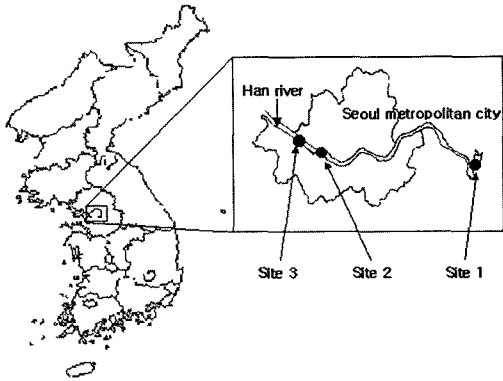 Han river
Seoul metropolitan city
Site 3
Site 2
Site 1